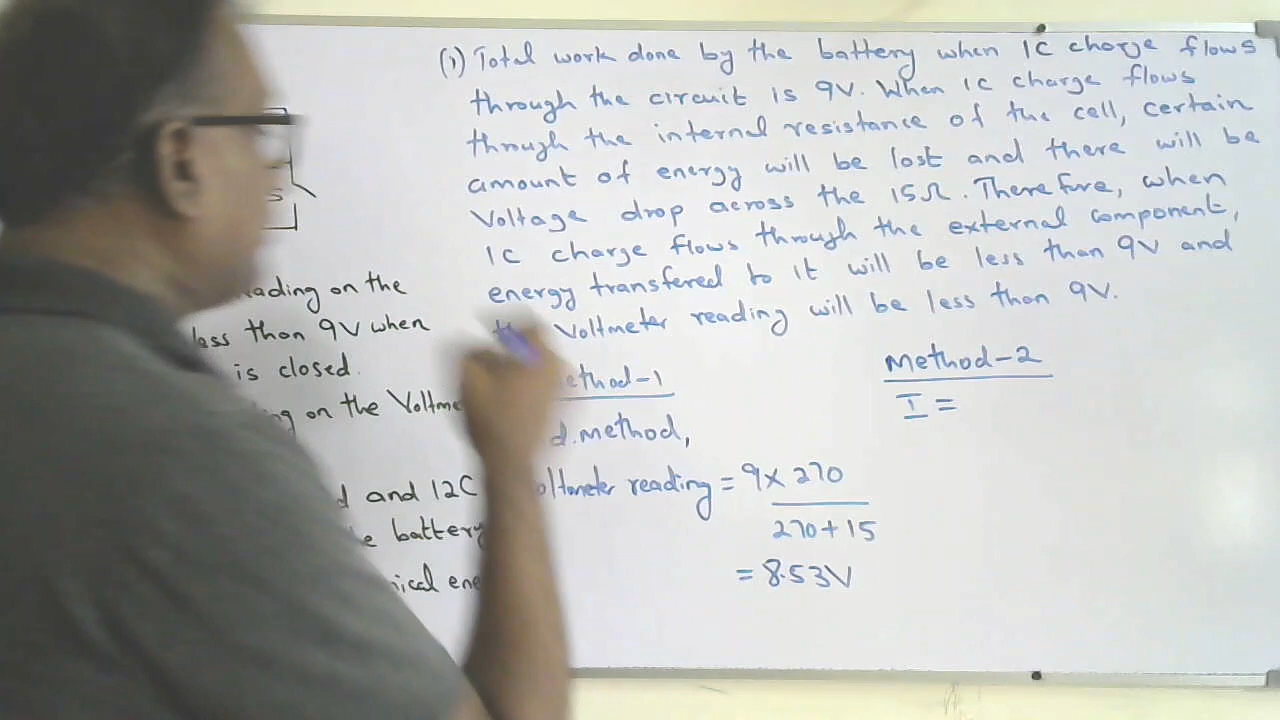 s
ading on the
less than 9V when
is closed.
ng on the Voltme
d and 12C
e battery
ical ene
(i) Total work done by the battery when 1C charge flows
through the circuit is 9V. When 1C charge flows
through the internal resistance of the cell, certain
amount of energy will be lost and there will be
Voltage drop across the 15Ω. Therefore, when
1C charge flows through the external component,
energy transfered to it will be less than 9V and
Voltmeter reading will be less than 9V.
ethod-1
d.method,
oltmeter reading = 9 x 270
270+15
= 8.53V
Method-2
I =